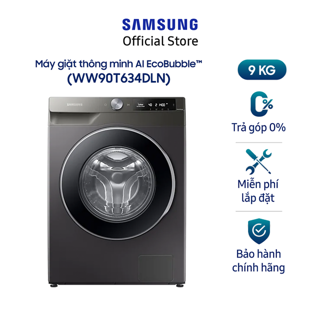 SAMSUNG
Official Store
Máy giặt thông minh AI EcoBubble™
(WW90T634DLN)
9 KG
0%
Trả góp 0%
Miễn phí
lắp đặt
Bảo hành
chính hãng
SAMSUNG